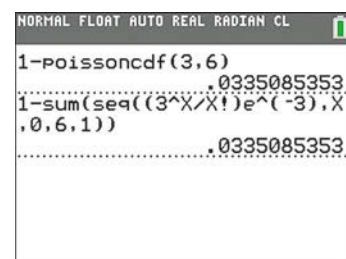 NORMAL FLOAT AUTO REAL RADIAN CL
1-poissoncdf(3,6)
.0335085353
1-sum(seq((3^X/X!)e^(-3),X
,0,6,1))
.0335085353